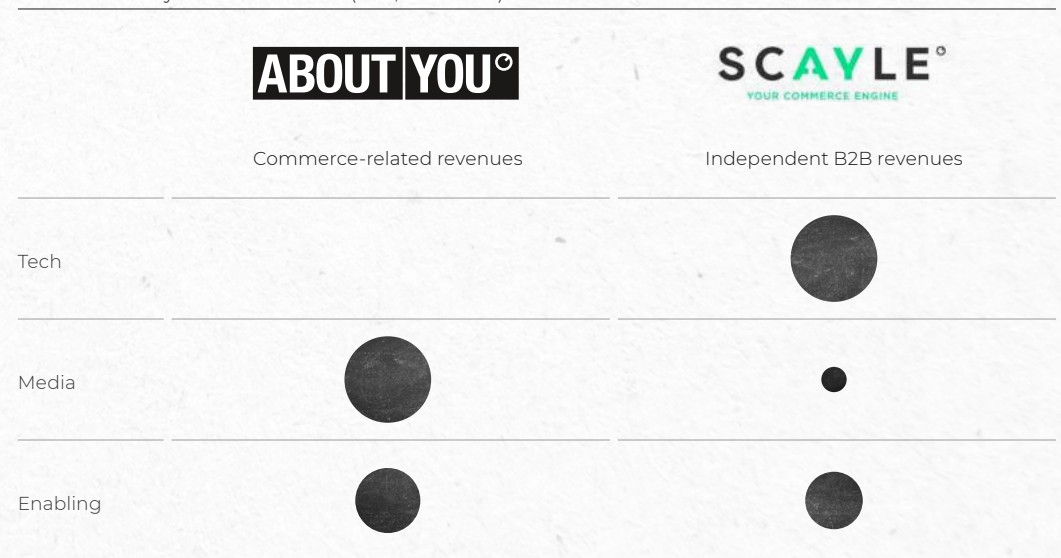 ABOUT YOU°
SCAYLE°
YOUR COMMERCE ENGINE
Commerce-related revenues
Independent B2B revenues
Tech
Media
Enabling